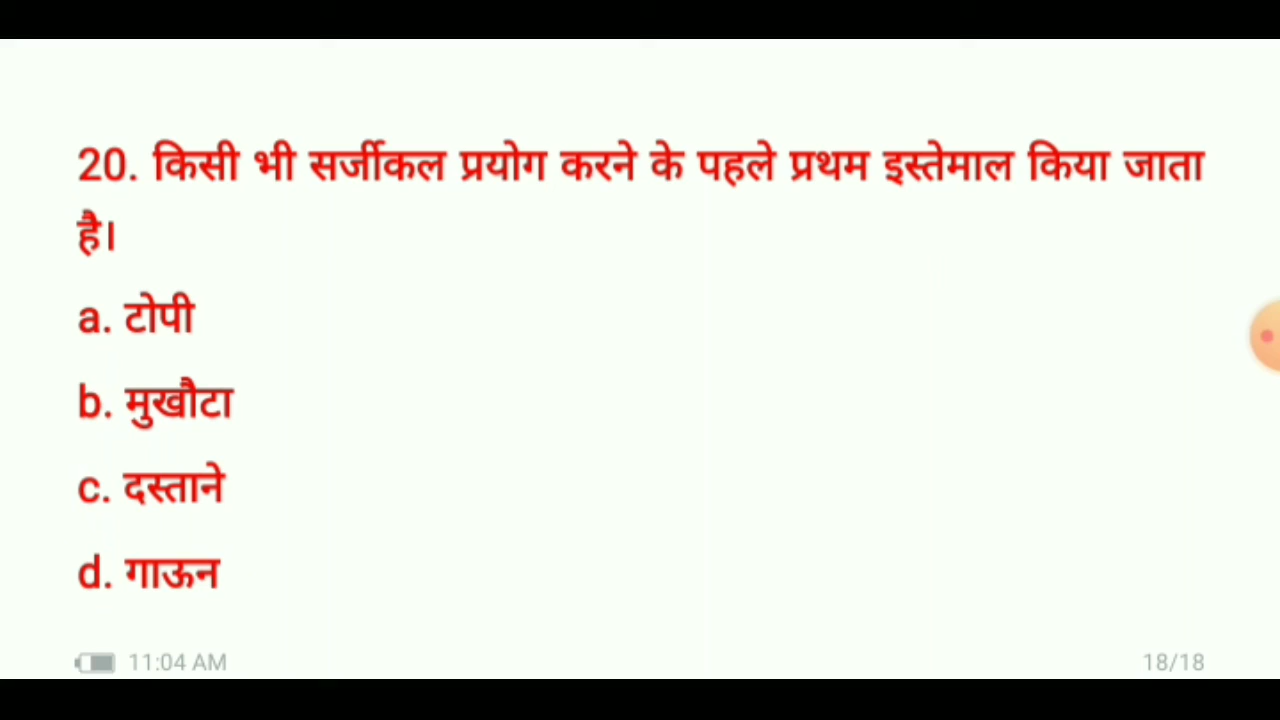 20. किसी भी सर्जीकल प्रयोग करने के पहले प्रथम इस्तेमाल किया जाता
है।
a. टोपी
b. मुखौटा
c. दस्ताने
d. गाऊन
11:04 AM 18/18